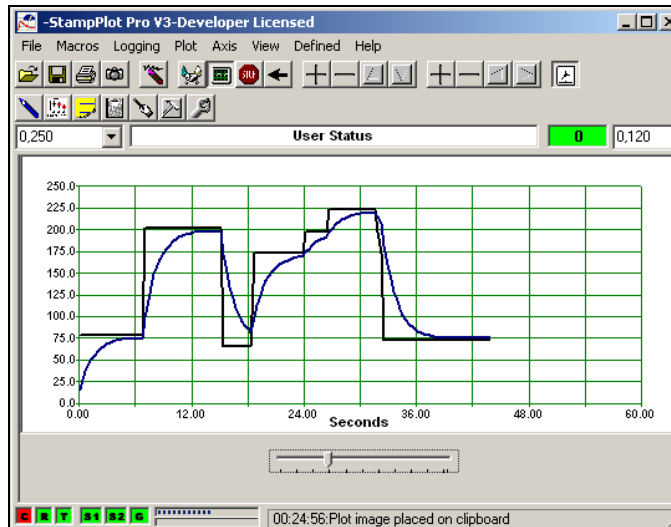 -StampPlot Pro V3-Developer Licensed
File Macros Logging Plot Axis View Defined Help
STOP
0,250 User Status 0 0,120
250.0
225.0
200.0
175.0
150.0
125.0
100.0
75.0
50.0
25.0
0.0
0.00 12.00 24.00 36.00 48.00 60.00
Seconds
C R T S1 S2 G 00:24:56:Plot image placed on clipboard